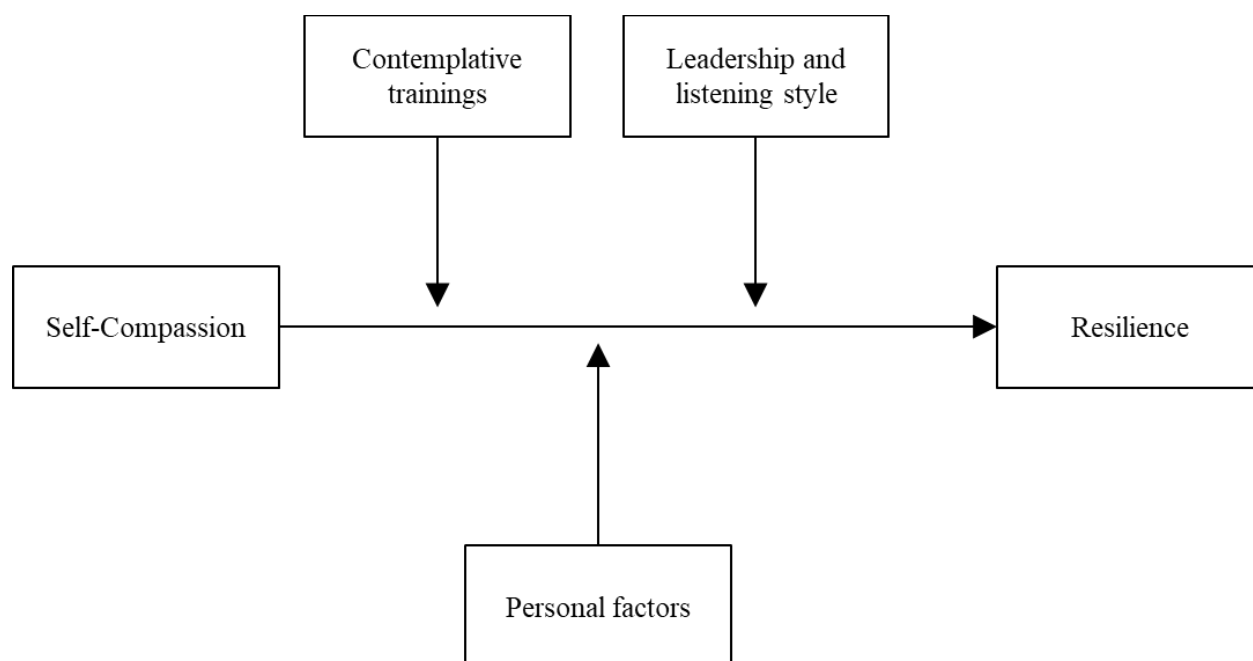 Contemplative
trainings
Leadership and
listening style
Self-Compassion
Resilience
Personal factors